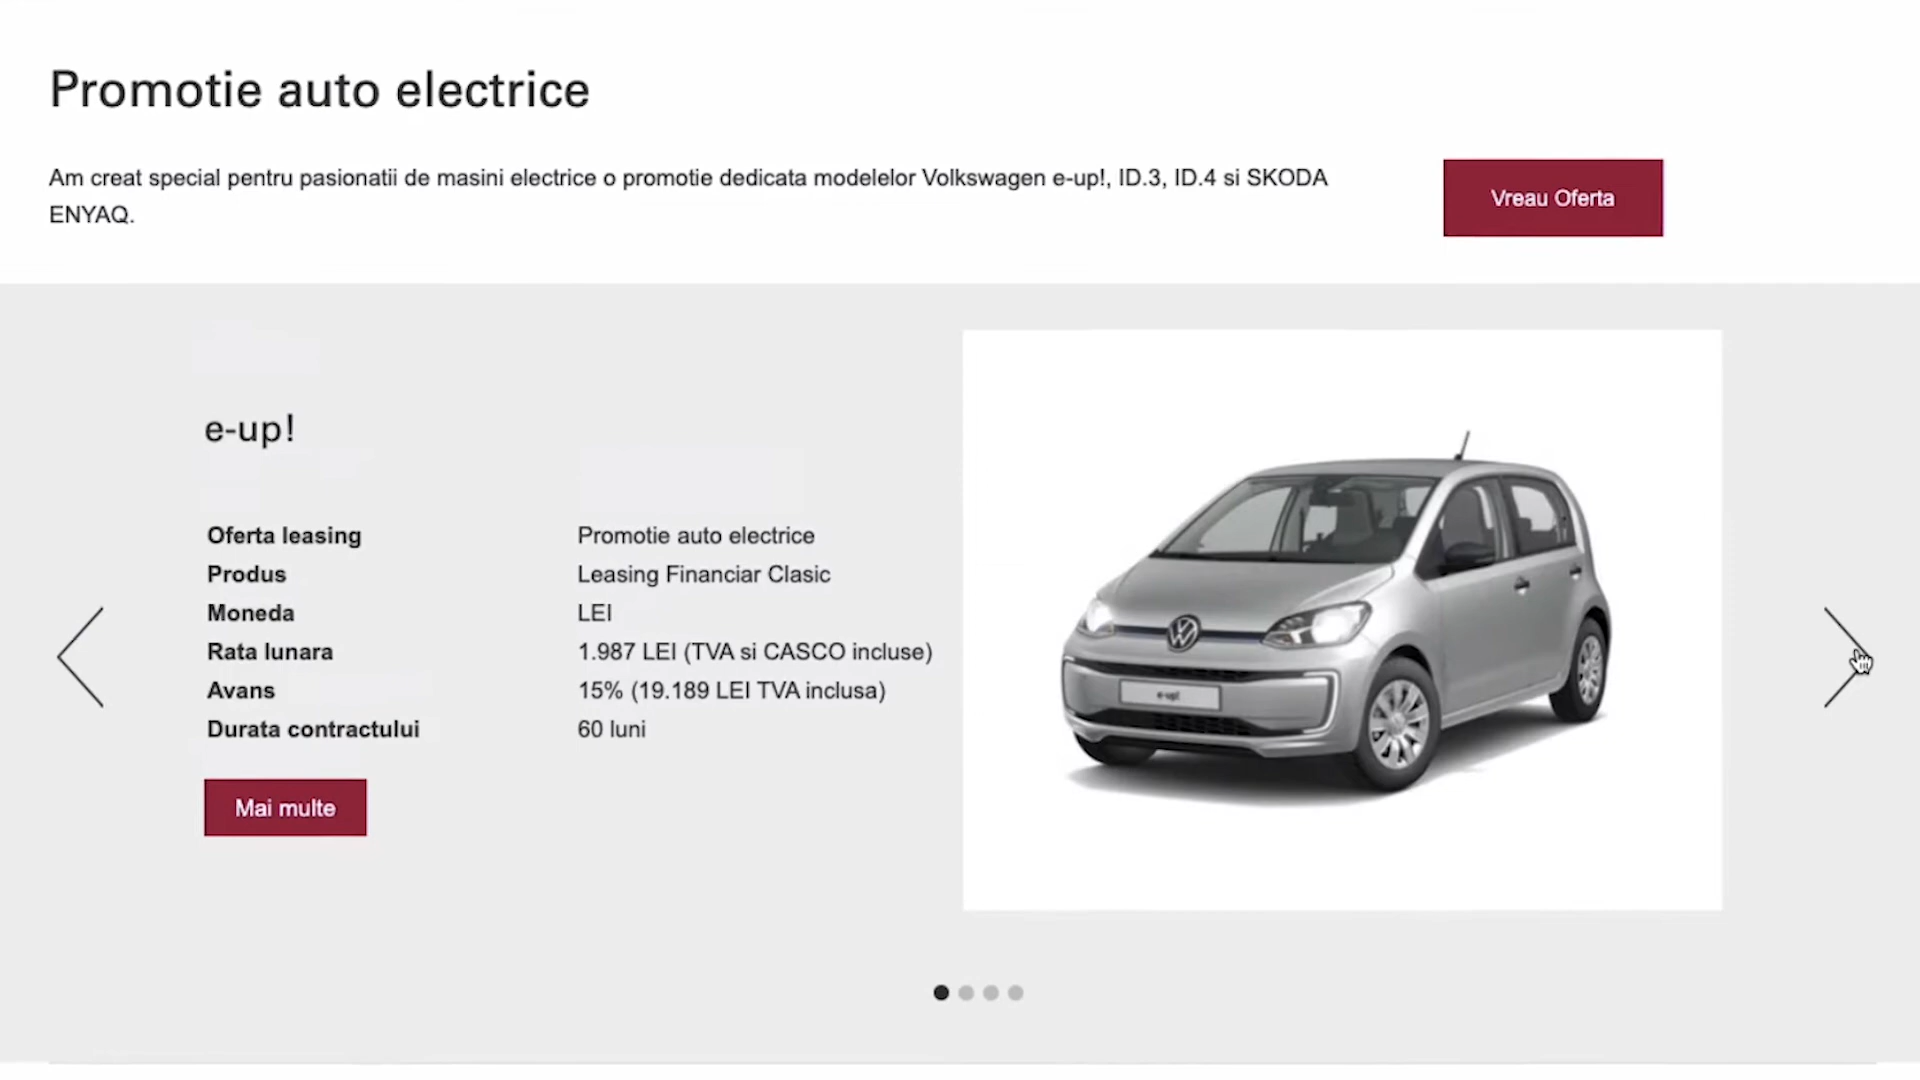 Promotie auto electrice
Am creat special pentru pasionatii de masini electrice o promotie dedicata modelelor Volkswagen e-up!, ID.3, ID.4 si SKODA
ENYAQ.
Vreau Oferta
e-up!
Oferta leasing Promotie auto electrice
Produs Leasing Financiar Clasic
Moneda LEI
Rata lunara 1.987 LEI (TVA si CASCO incluse)
Avans 15% (19.189 LEI TVA inclusa)
Durata contractului 60 luni
Mai multe
e-up!